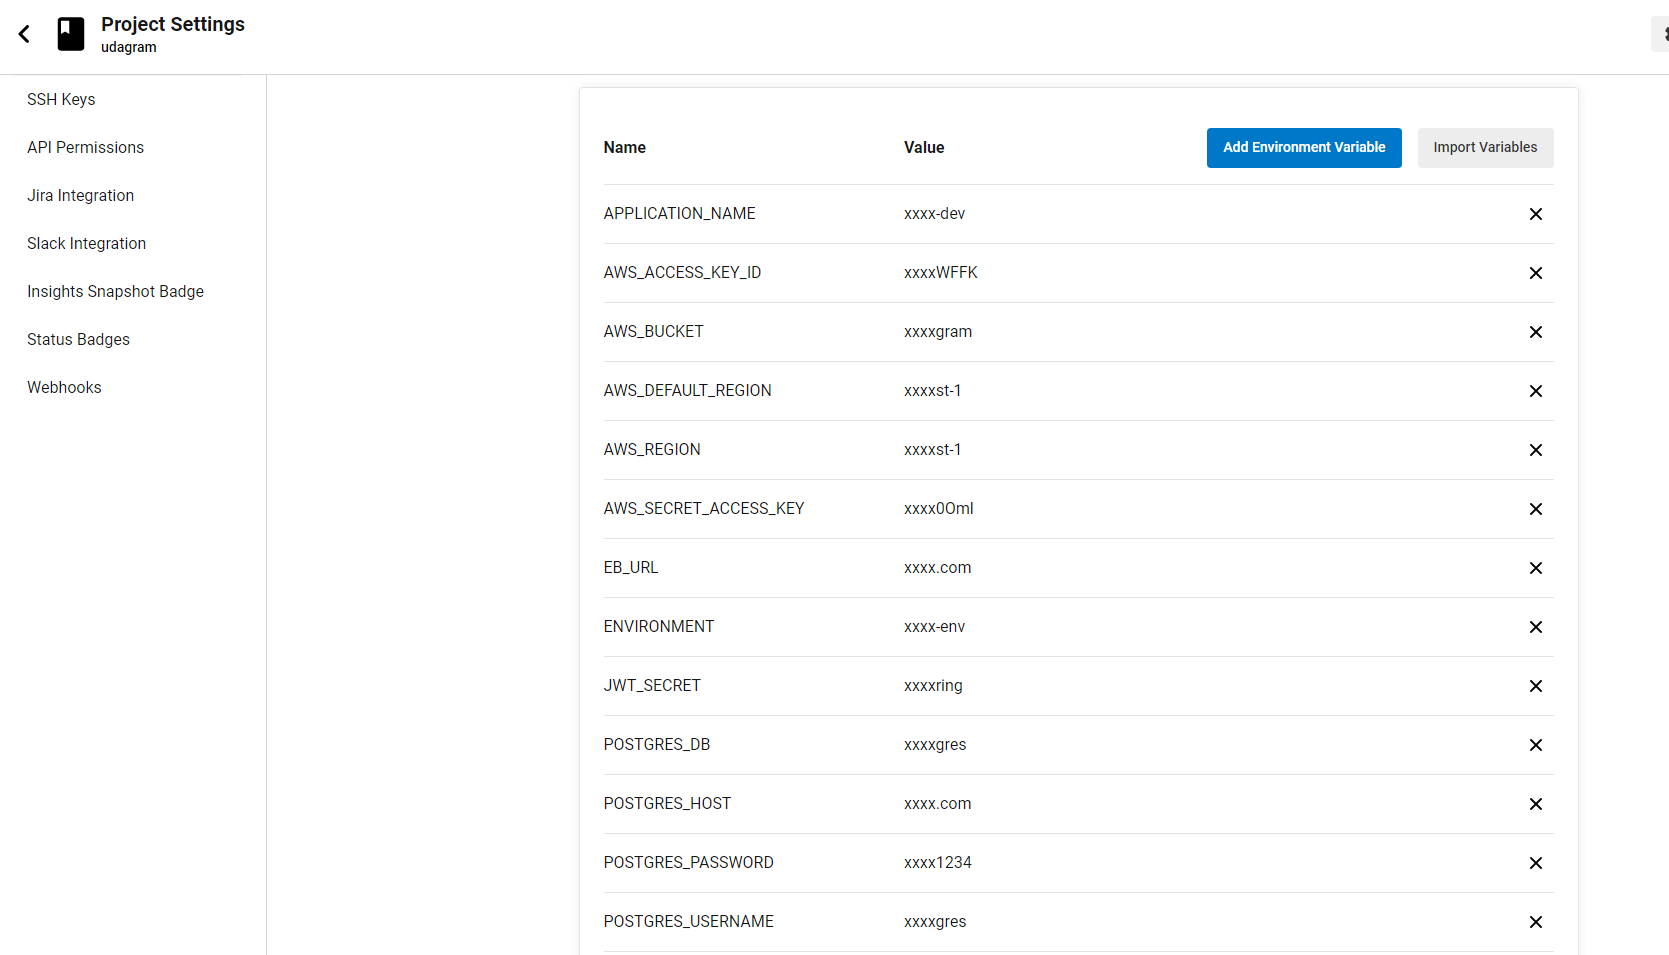 Project Settings
udagram
SSH Keys
API Permissions
Jira Integration
Slack Integration
Insights Snapshot Badge
Status Badges
Webhooks
Name Value Add Environment Variable Import Variables
APPLICATION_NAME xxxx-dev
AWS_ACCESS_KEY_ID xxxxWFFK
AWS_BUCKET xxxxgram
AWS_DEFAULT_REGION xxxxst-1
AWS_REGION xxxxst-1
AWS_SECRET_ACCESS_KEY xxxx0OmI
EB_URL xxxx.com
ENVIRONMENT xxxx-env
JWT_SECRET xxxxring
POSTGRES_DB xxxxgres
POSTGRES_HOST xxxx.com
POSTGRES_PASSWORD xxxx1234
POSTGRES_USERNAME xxxxgres